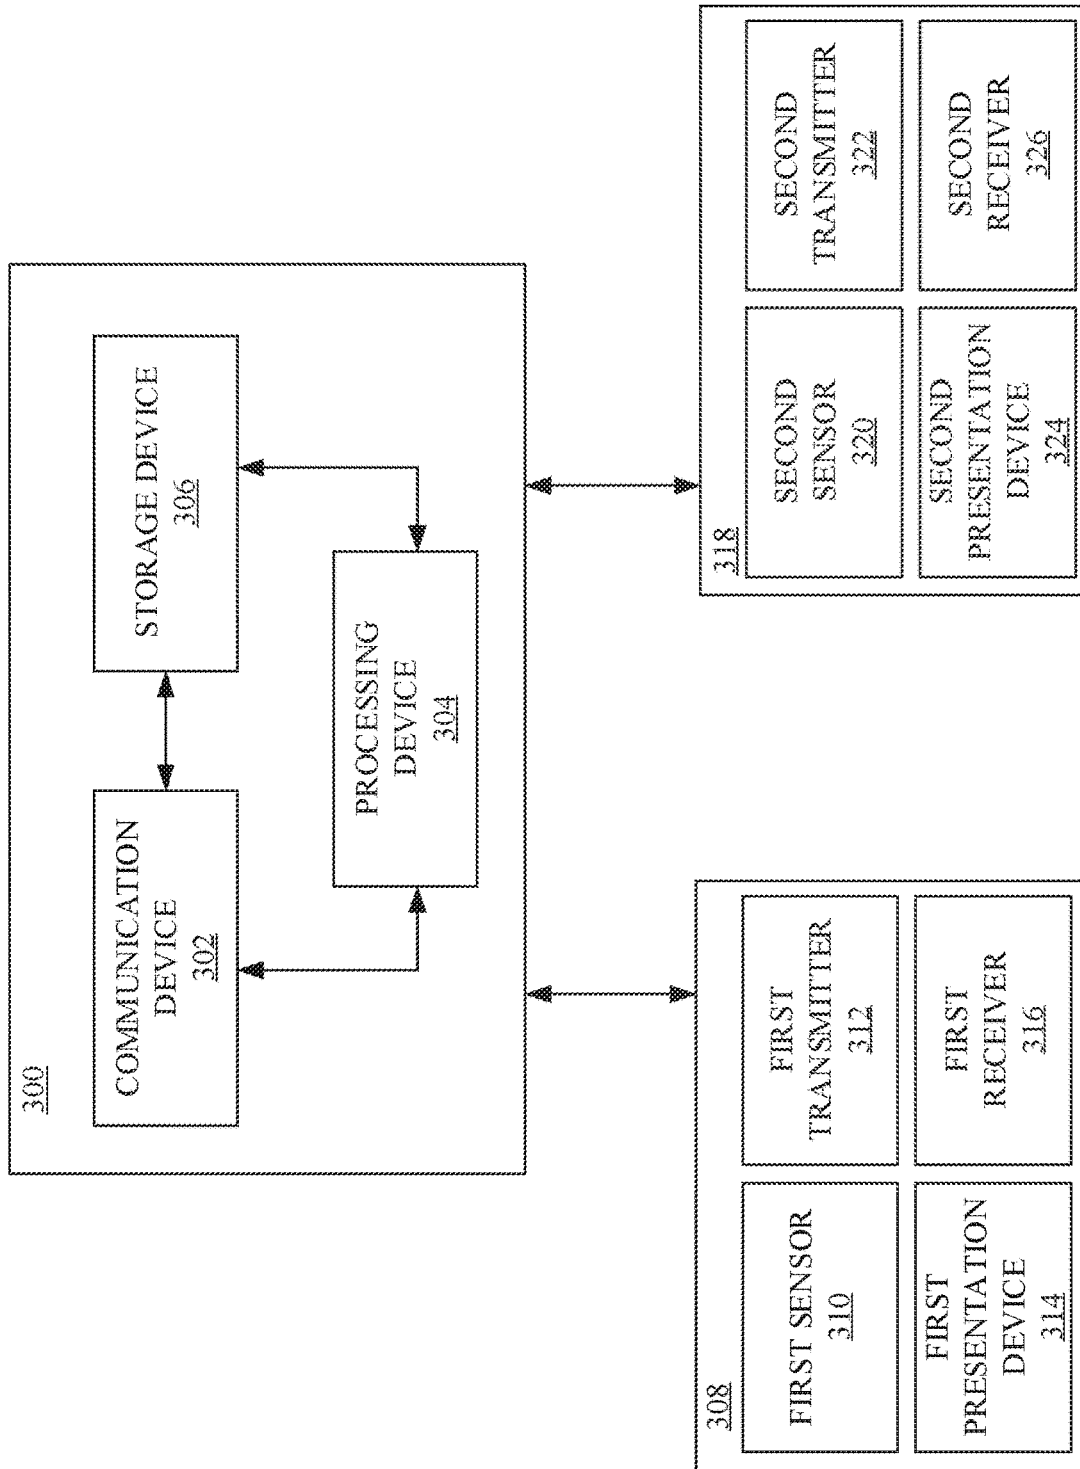 300
COMMUNICATION
DEVICE
302
STORAGE DEVICE
306
PROCESSING
DEVICE
304
308
FIRST SENSOR
310
FIRST
TRANSMITTER
312
FIRST
PRESENTATION
DEVICE
314
FIRST
RECEIVER
316
318
SECOND
SENSOR
320
SECOND
TRANSMITTER
322
SECOND
PRESENTATION
DEVICE
324
SECOND
RECEIVER
326